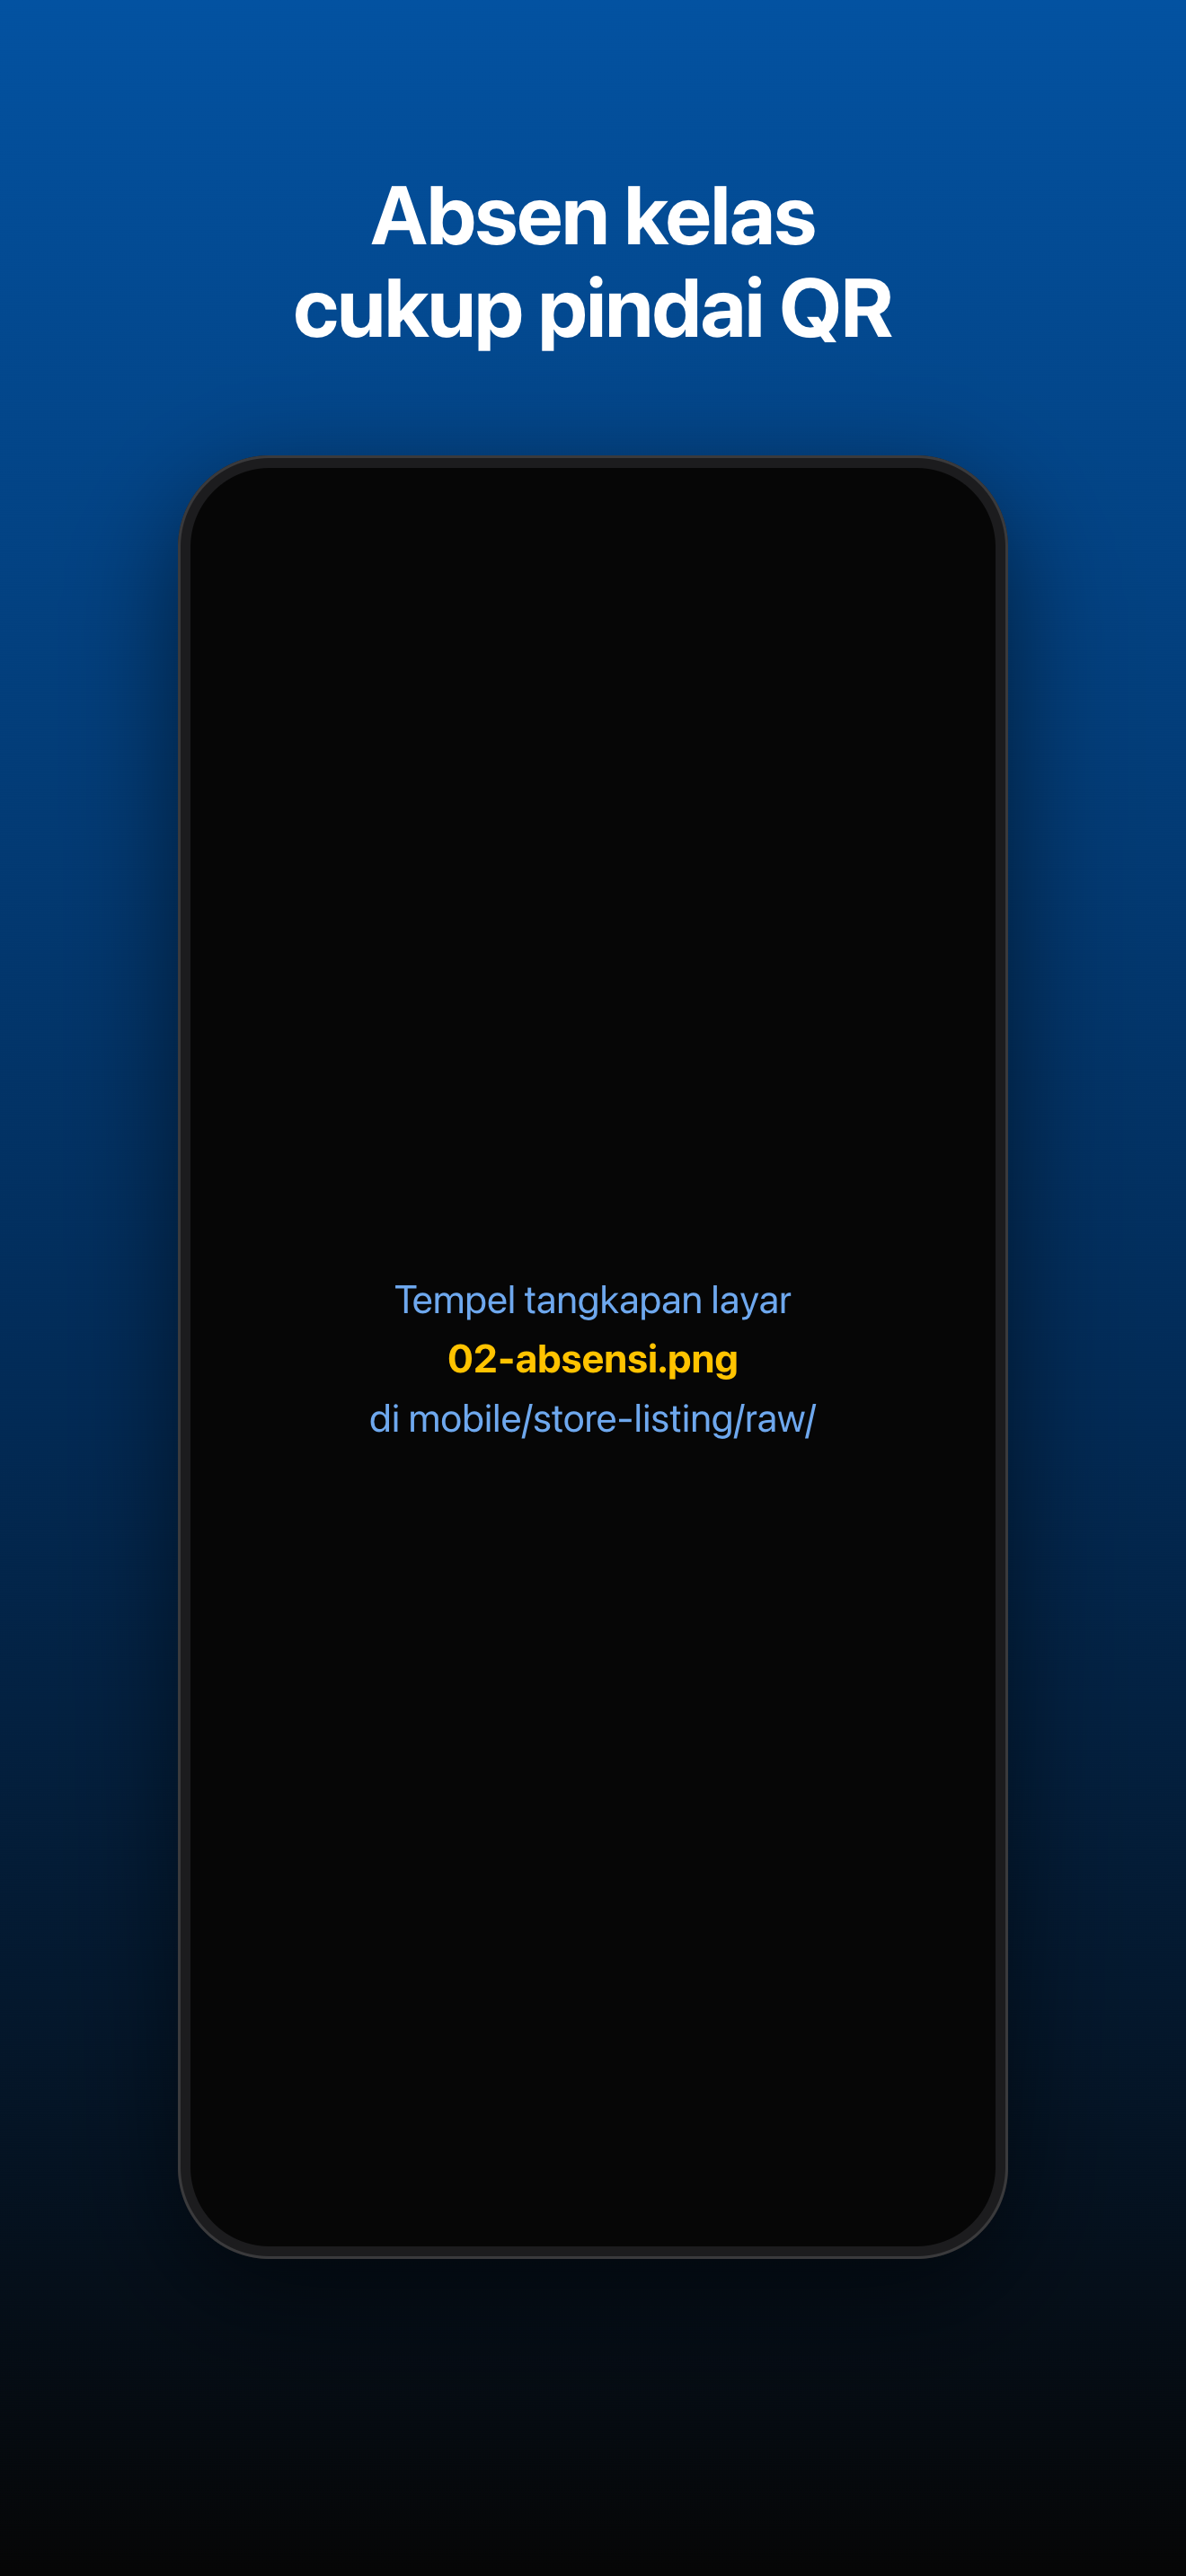 Absen kelas
cukup pindai QR
Tempel tangkapan layar
02-absensi.png
di mobile/store-listing/raw/